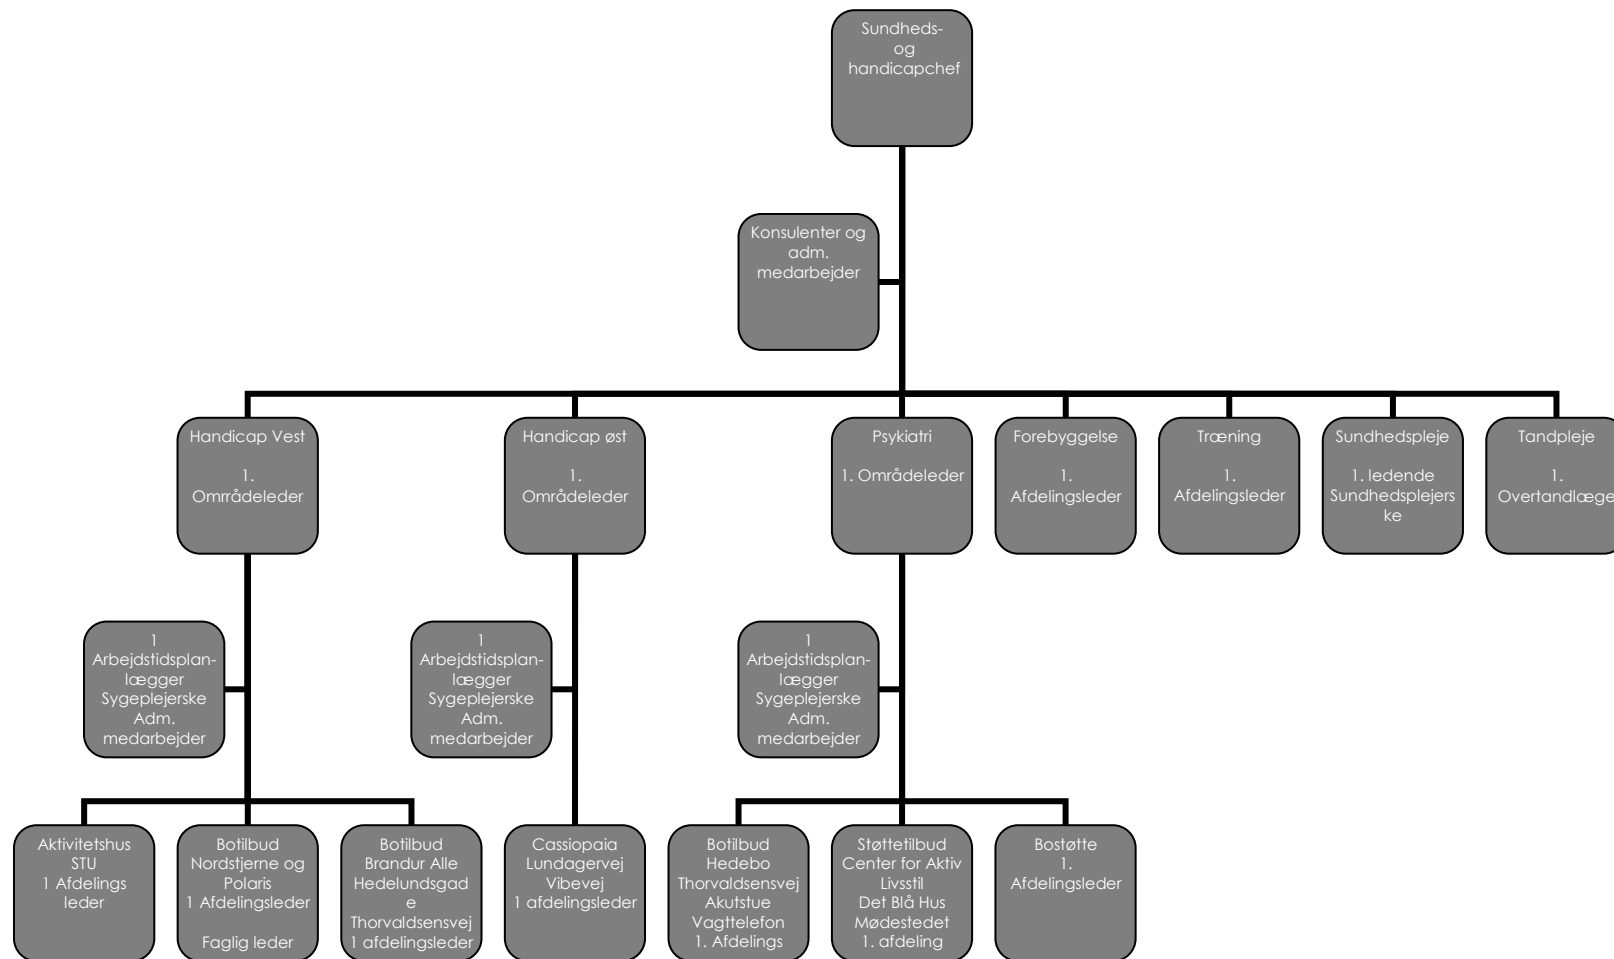 Sundheds-
og
handicapchef
Konsulenter og
adm.
medarbejder
Handicap Vest
1.
Omrrådeleder
Handicap øst
1.
Områdeleder
Psykiatri
1. Områdeleder
Forebyggelse
1.
Afdelingsleder
Træning
1.
Afdelingsleder
Sundhedspleje
1. ledende
Sundhedsplejers
ke
Tandpleje
1.
Overtandlæge
1
Arbejdstidsplan-
lægger
Sygeplejerske
Adm.
medarbejder
1
Arbejdstidsplan-
lægger
Sygeplejerske
Adm.
medarbejder
1
Arbejdstidsplan-
lægger
Sygeplejerske
Adm.
medarbejder
Aktivitetshus
STU
1 Afdelings
leder
Botilbud
Nordstjerne og
Polaris
1 Afdelingsleder
Faglig leder
Botilbud
Brandur Alle
Hedelundsgad
e
Thorvaldsensvej
1 afdelingsleder
Cassiopaia
Lundagervej
Vibevej
1 afdelingsleder
Botilbud
Hedebo
Thorvaldsensvej
Akutstue
Vagttelefon
1. Afdelings
Støttetilbud
Center for Aktiv
Livsstil
Det Blå Hus
Mødestedet
1. afdeling
Bostøtte
1.
Afdelingsleder